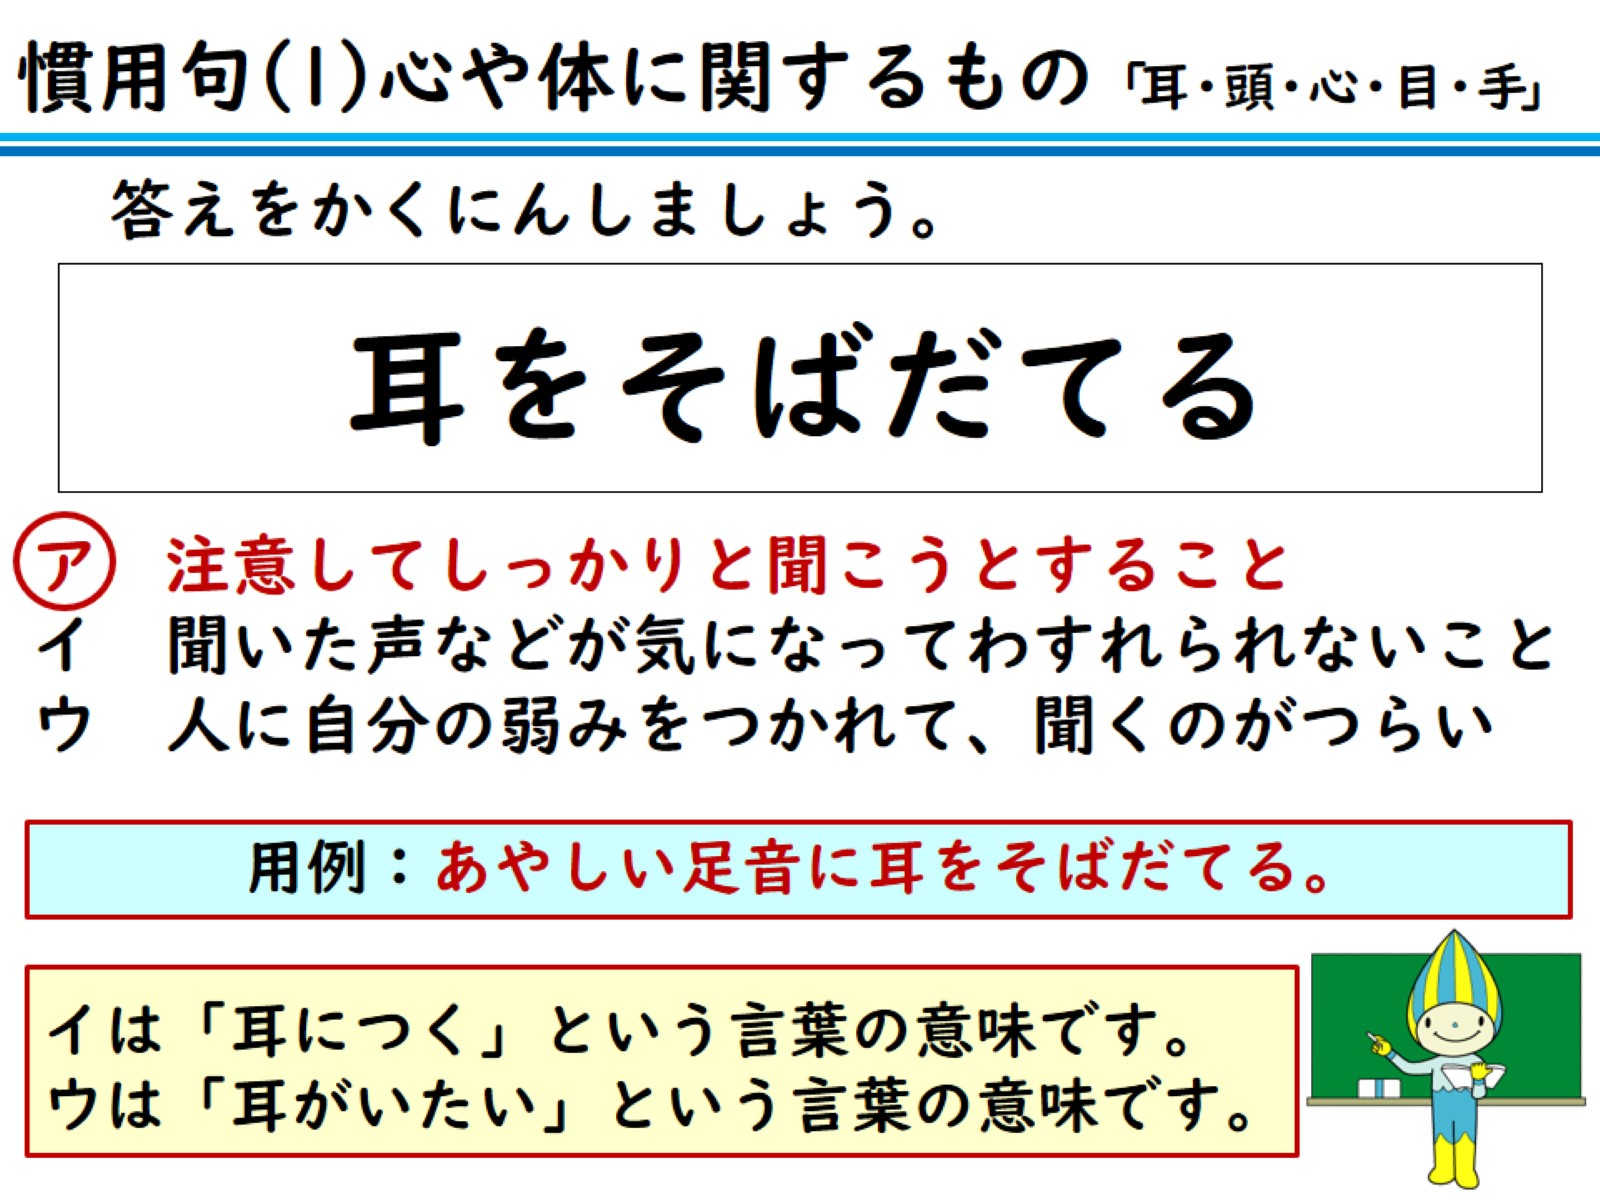 慣用句(1)心や体に関するもの「耳・頭・心・目・手」
答えをかくにんしましょう。
耳をそばだてる
ア 注意してしっかりと聞こうとすること
イ 聞いた声などが気になってわすれられないこと
ウ 人に自分の弱みをつかれて、聞くのがつらい
用例：あやしい足音に耳をそばだてる。
イは「耳につく」という言葉の意味です。
ウは「耳がいたい」という言葉の意味です。